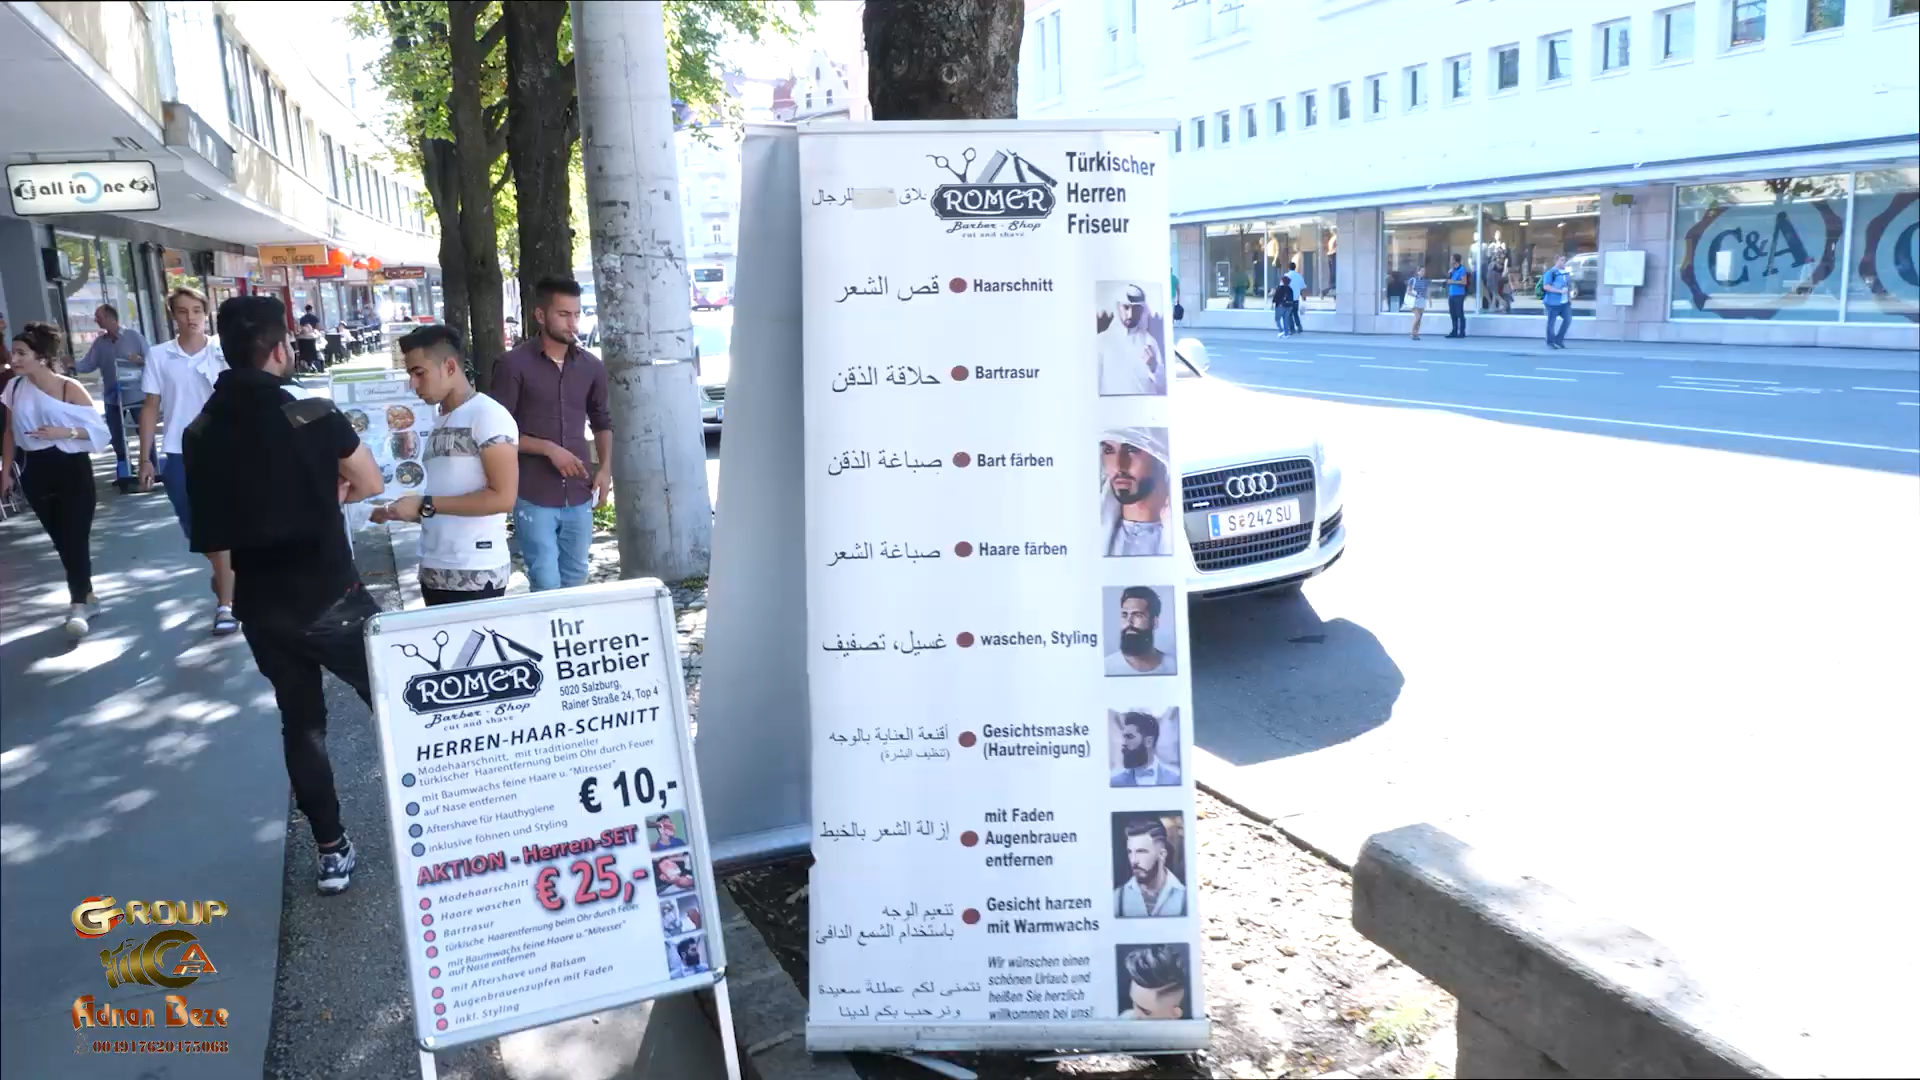 all in One
CITY KEBAP
حلاق للرجال
ROMER
Barber - Shop
cut and shave
Türkischer
Herren
Friseur
قص الشعر
Haarschnitt
حلاقة الذقن
Bartrasur
صباغة الذقن
Bart färben
صباغة الشعر
Haare färben
غسيل، تصفيف
waschen, Styling
أقنعة العناية بالوجه
(تنظيف البشرة)
Gesichtsmaske
(Hautreinigung)
إزالة الشعر بالخيط
mit Faden
Augenbrauen
entfernen
تنعيم الوجه
باستخدام الشمع الدافئ
Gesicht harzen
mit Warmwachs
نتمنى لكم عطلة سعيدة
ونرحب بكم لدينا
Wir wünschen einen
schönen Urlaub und
heißen Sie herzlich
willkommen bei uns!
C&A
S 242 SU
ROMER
Barber - Shop
cut and shave
Ihr
Herren-
Barbier
5020 Salzburg,
Rainer Straße 24, Top 4
HERREN-HAAR-SCHNITT
Modehaarschnitt, mit traditioneller
türkischer Haarentfernung beim Ohr durch Feuer
mit Baumwachs feine Haare u. "Mitesser"
auf Nase entfernen
€ 10,-
Aftershave für Hauthygiene
inklusive föhnen und Styling
AKTION - Herren-SET
€ 25,-
Modehaarschnitt
Haare waschen
Bartrasur
türkische Haarentfernung beim Ohr durch Feuer
mit Baumwachs feine Haare u. "Mitesser"
auf Nase entfernen
mit Aftershave und Balsam
Augenbrauenzupfen mit Faden
inkl. Styling
GROUP
Adnan Beze
004917620475068